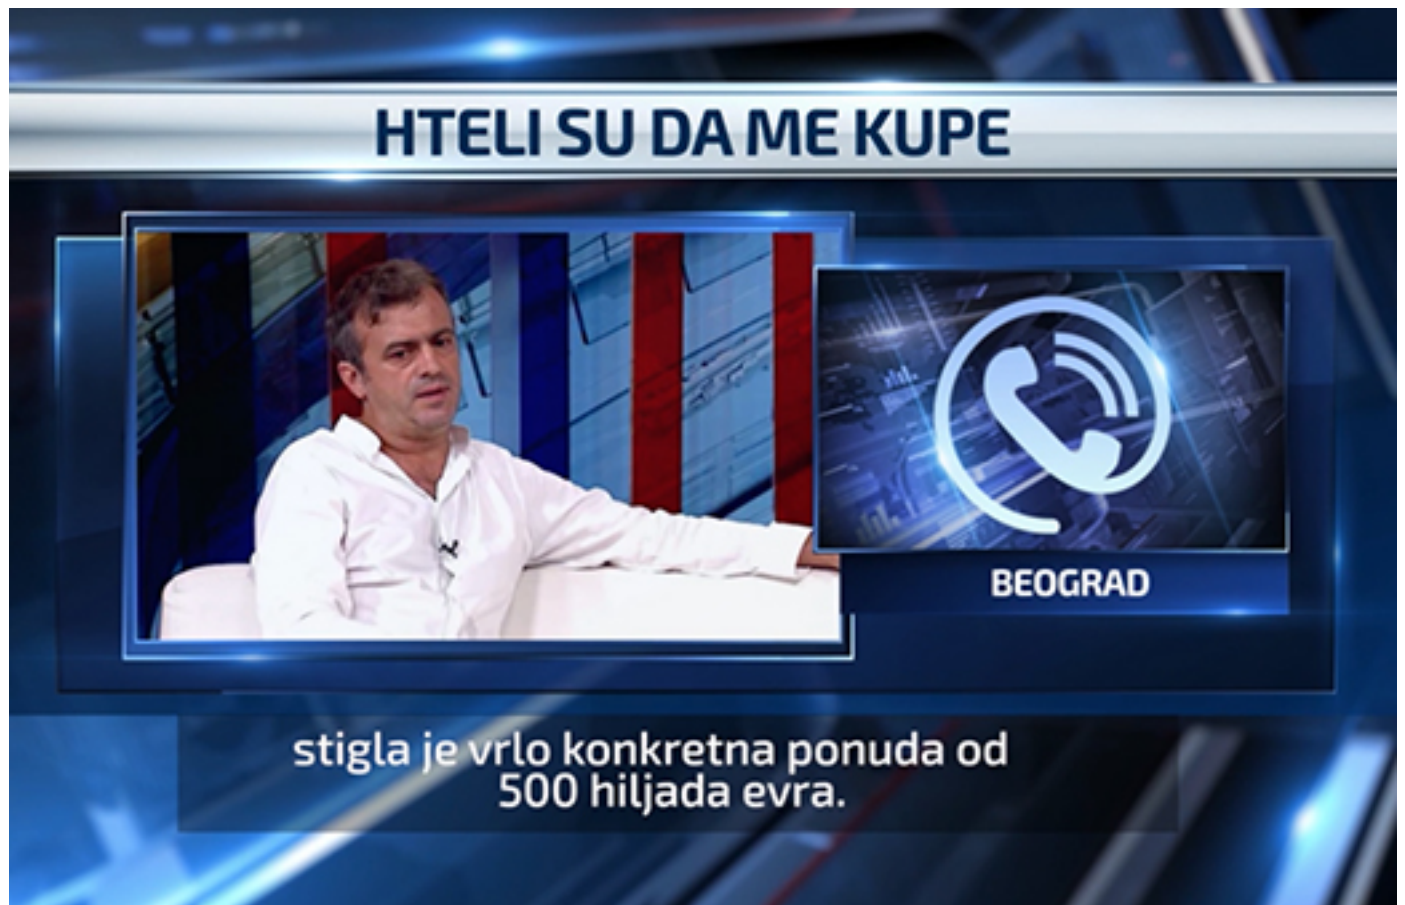 HTELI SU DA ME KUPE
BEOGRAD
stigla je vrlo konkretna ponuda od
500 hiljada evra.